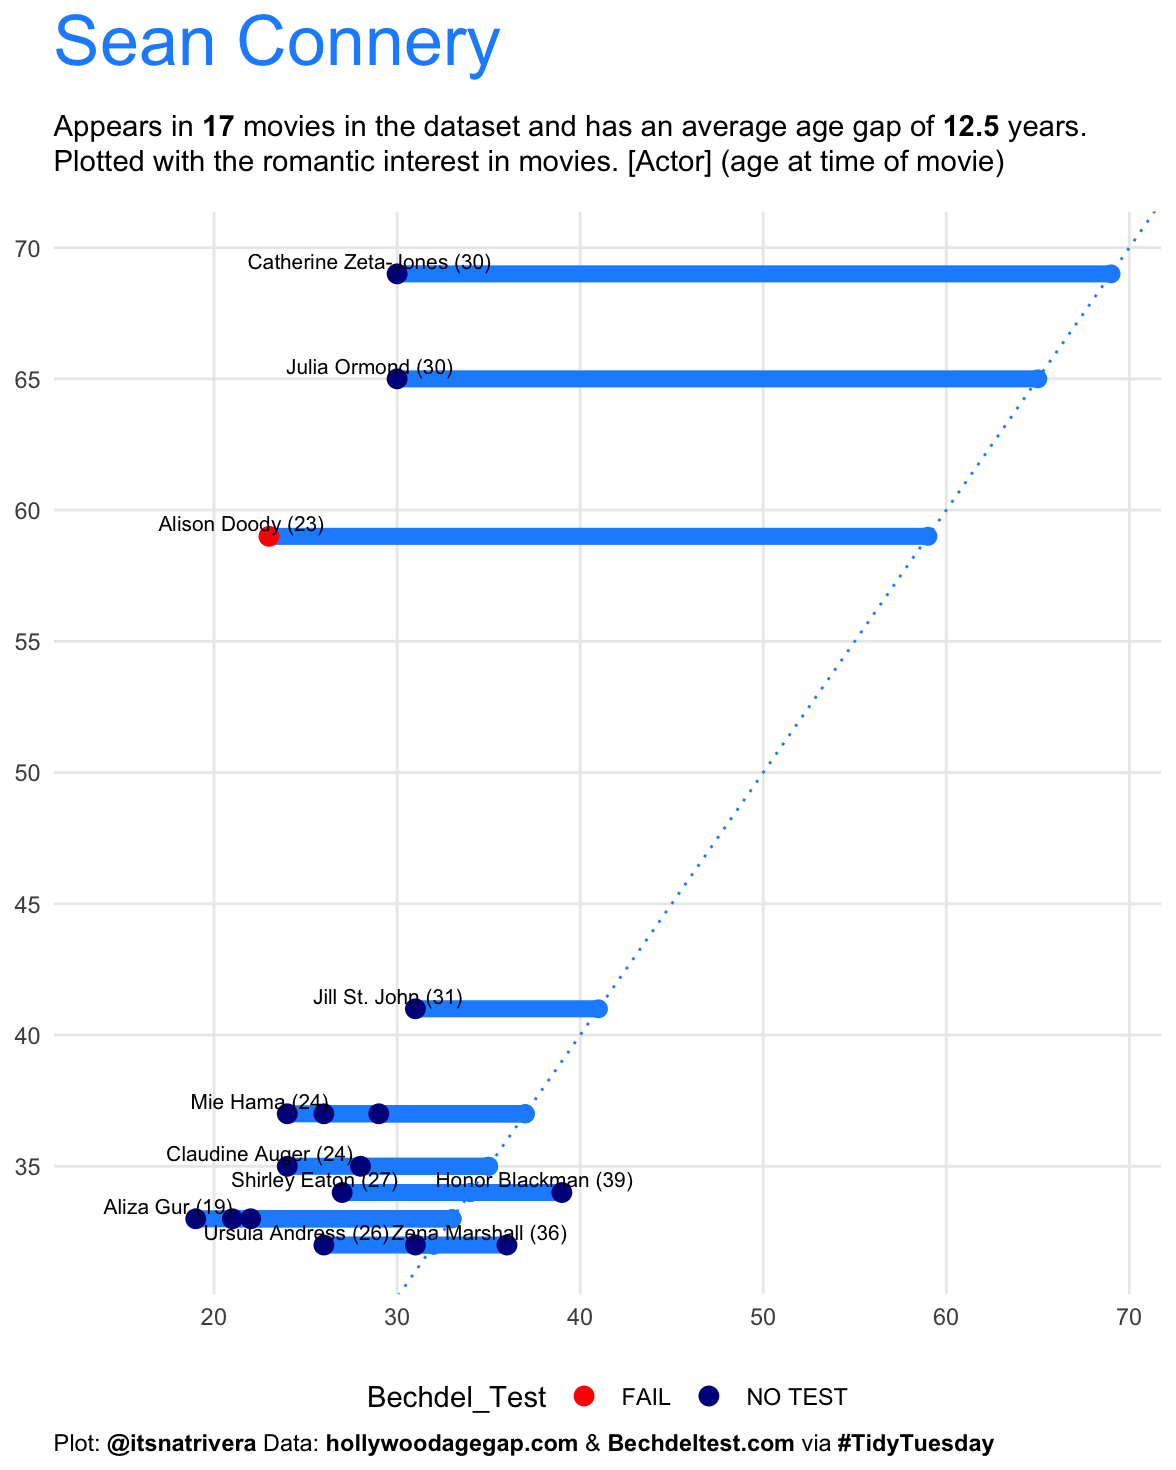 Sean Connery
Appears in 17 movies in the dataset and has an average age gap of 12.5 years.
Plotted with the romantic interest in movies. [Actor] (age at time of movie)
70
Catherine Zeta-Jones (30)
Julia Ormond (30)
65
Alison Doody (23)
60
55
50
45
Jill St. John (31)
40
Mie Hama (24)
Claudine Auger (24)
35
Shirley Eaton (27) Honor Blackman (39)
Aliza Gur (19)
Ursula Andress (26) Zena Marshall (36)
20 30 40 50 60 70
Bechdel_Test FAIL NO TEST
Plot: @itsnatrivera Data: hollywoodagegap.com & Bechdeltest.com via #TidyTuesday